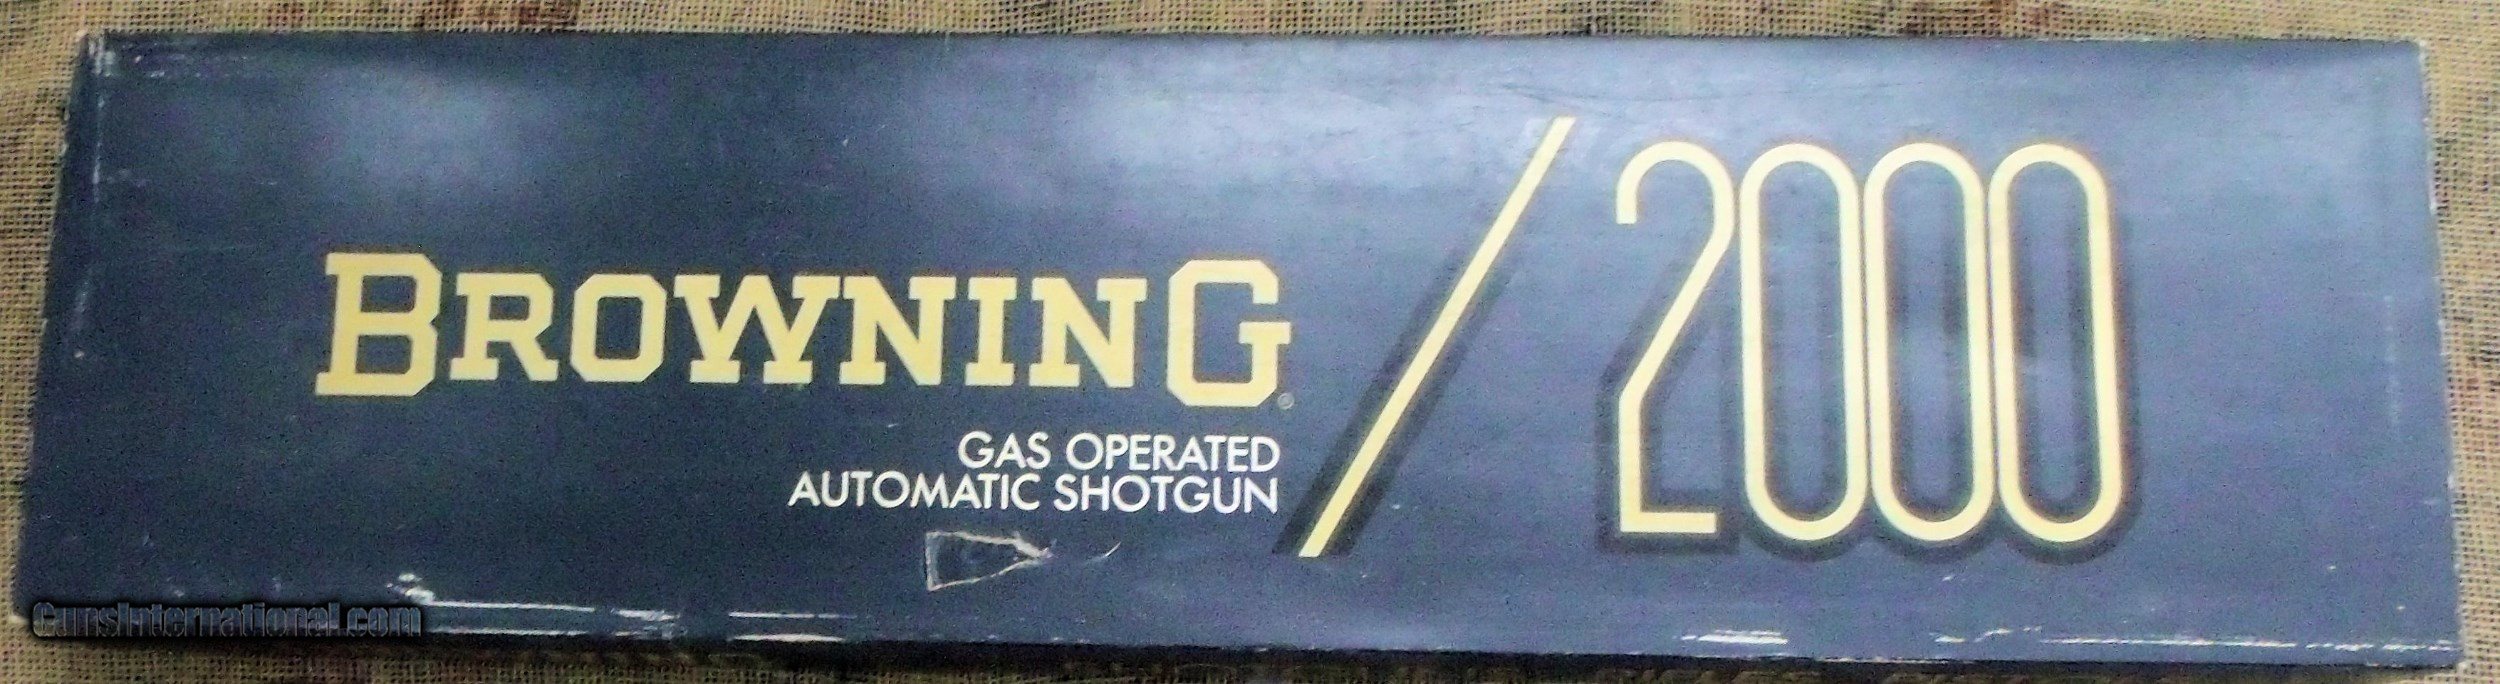 BROWNING® / 2000
GAS OPERATED
AUTOMATIC SHOTGUN
GunsInternational.com